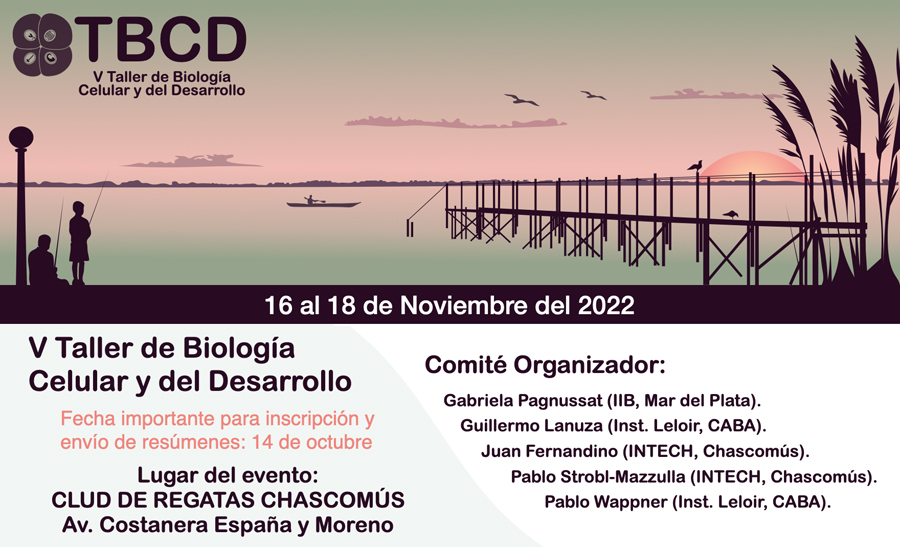 TBCD
V Taller de Biología
Celular y del Desarrollo
16 al 18 de Noviembre del 2022
V Taller de Biología
Celular y del Desarrollo
Fecha importante para inscripción y
envío de resúmenes: 14 de octubre
Lugar del evento:
CLUD DE REGATAS CHASCOMÚS
Av. Costanera España y Moreno
Comité Organizador:
Gabriela Pagnussat (IIB, Mar del Plata).
Guillermo Lanuza (Inst. Leloir, CABA).
Juan Fernandino (INTECH, Chascomús).
Pablo Strobl-Mazzulla (INTECH, Chascomús).
Pablo Wappner (Inst. Leloir, CABA).